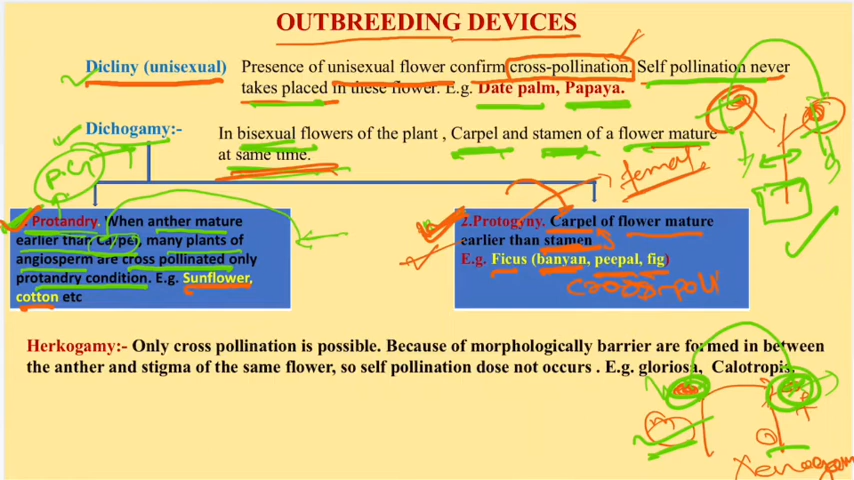 OUTBREEDING DEVICES
Dicliny (unisexual) Presence of unisexual flower confirm cross-pollination. Self pollination never
takes placed in these flower. E.g. Date palm, Papaya.
Dichogamy:- In bisexual flowers of the plant , Carpel and stamen of a flower mature
at same time.
Protandry. When anther mature
earlier than Carpel, many plants of
angiosperm are cross pollinated only
protandry condition. E.g. Sunflower,
cotton etc
2.Protogyny. Carpel of flower mature
earlier than stamen
E.g. Ficus (banyan, peepal, fig)
Herkogamy:- Only cross pollination is possible. Because of morphologically barrier are formed in between
the anther and stigma of the same flower, so self pollination dose not occurs . E.g. gloriosa, Calotropis.